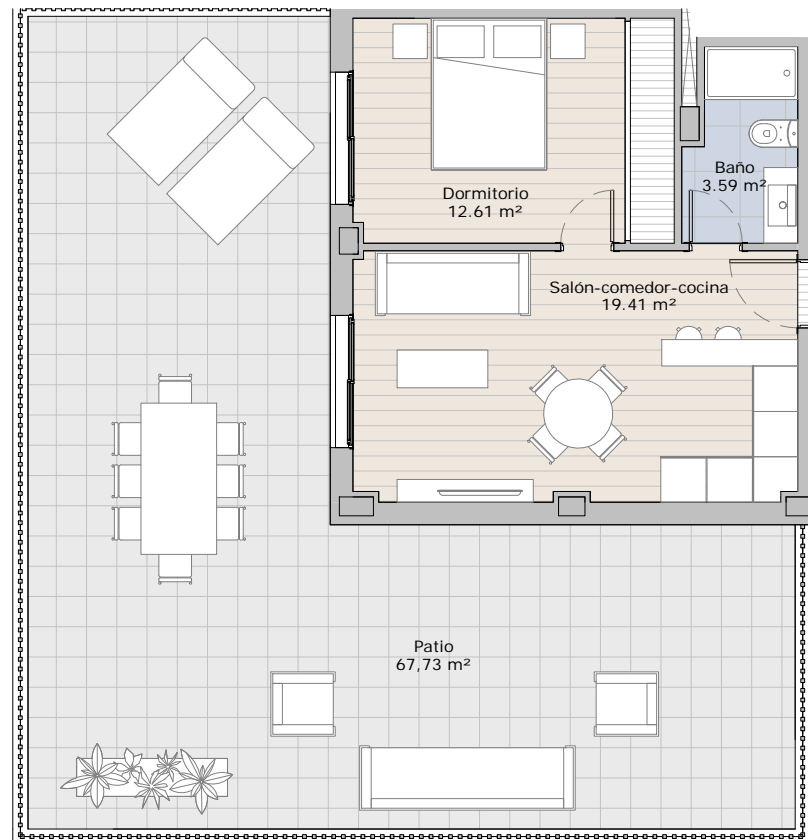 Dormitorio
12.61 m²
Baño
3.59 m²
Salón-comedor-cocina
19.41 m²
Patio
67,73 m²